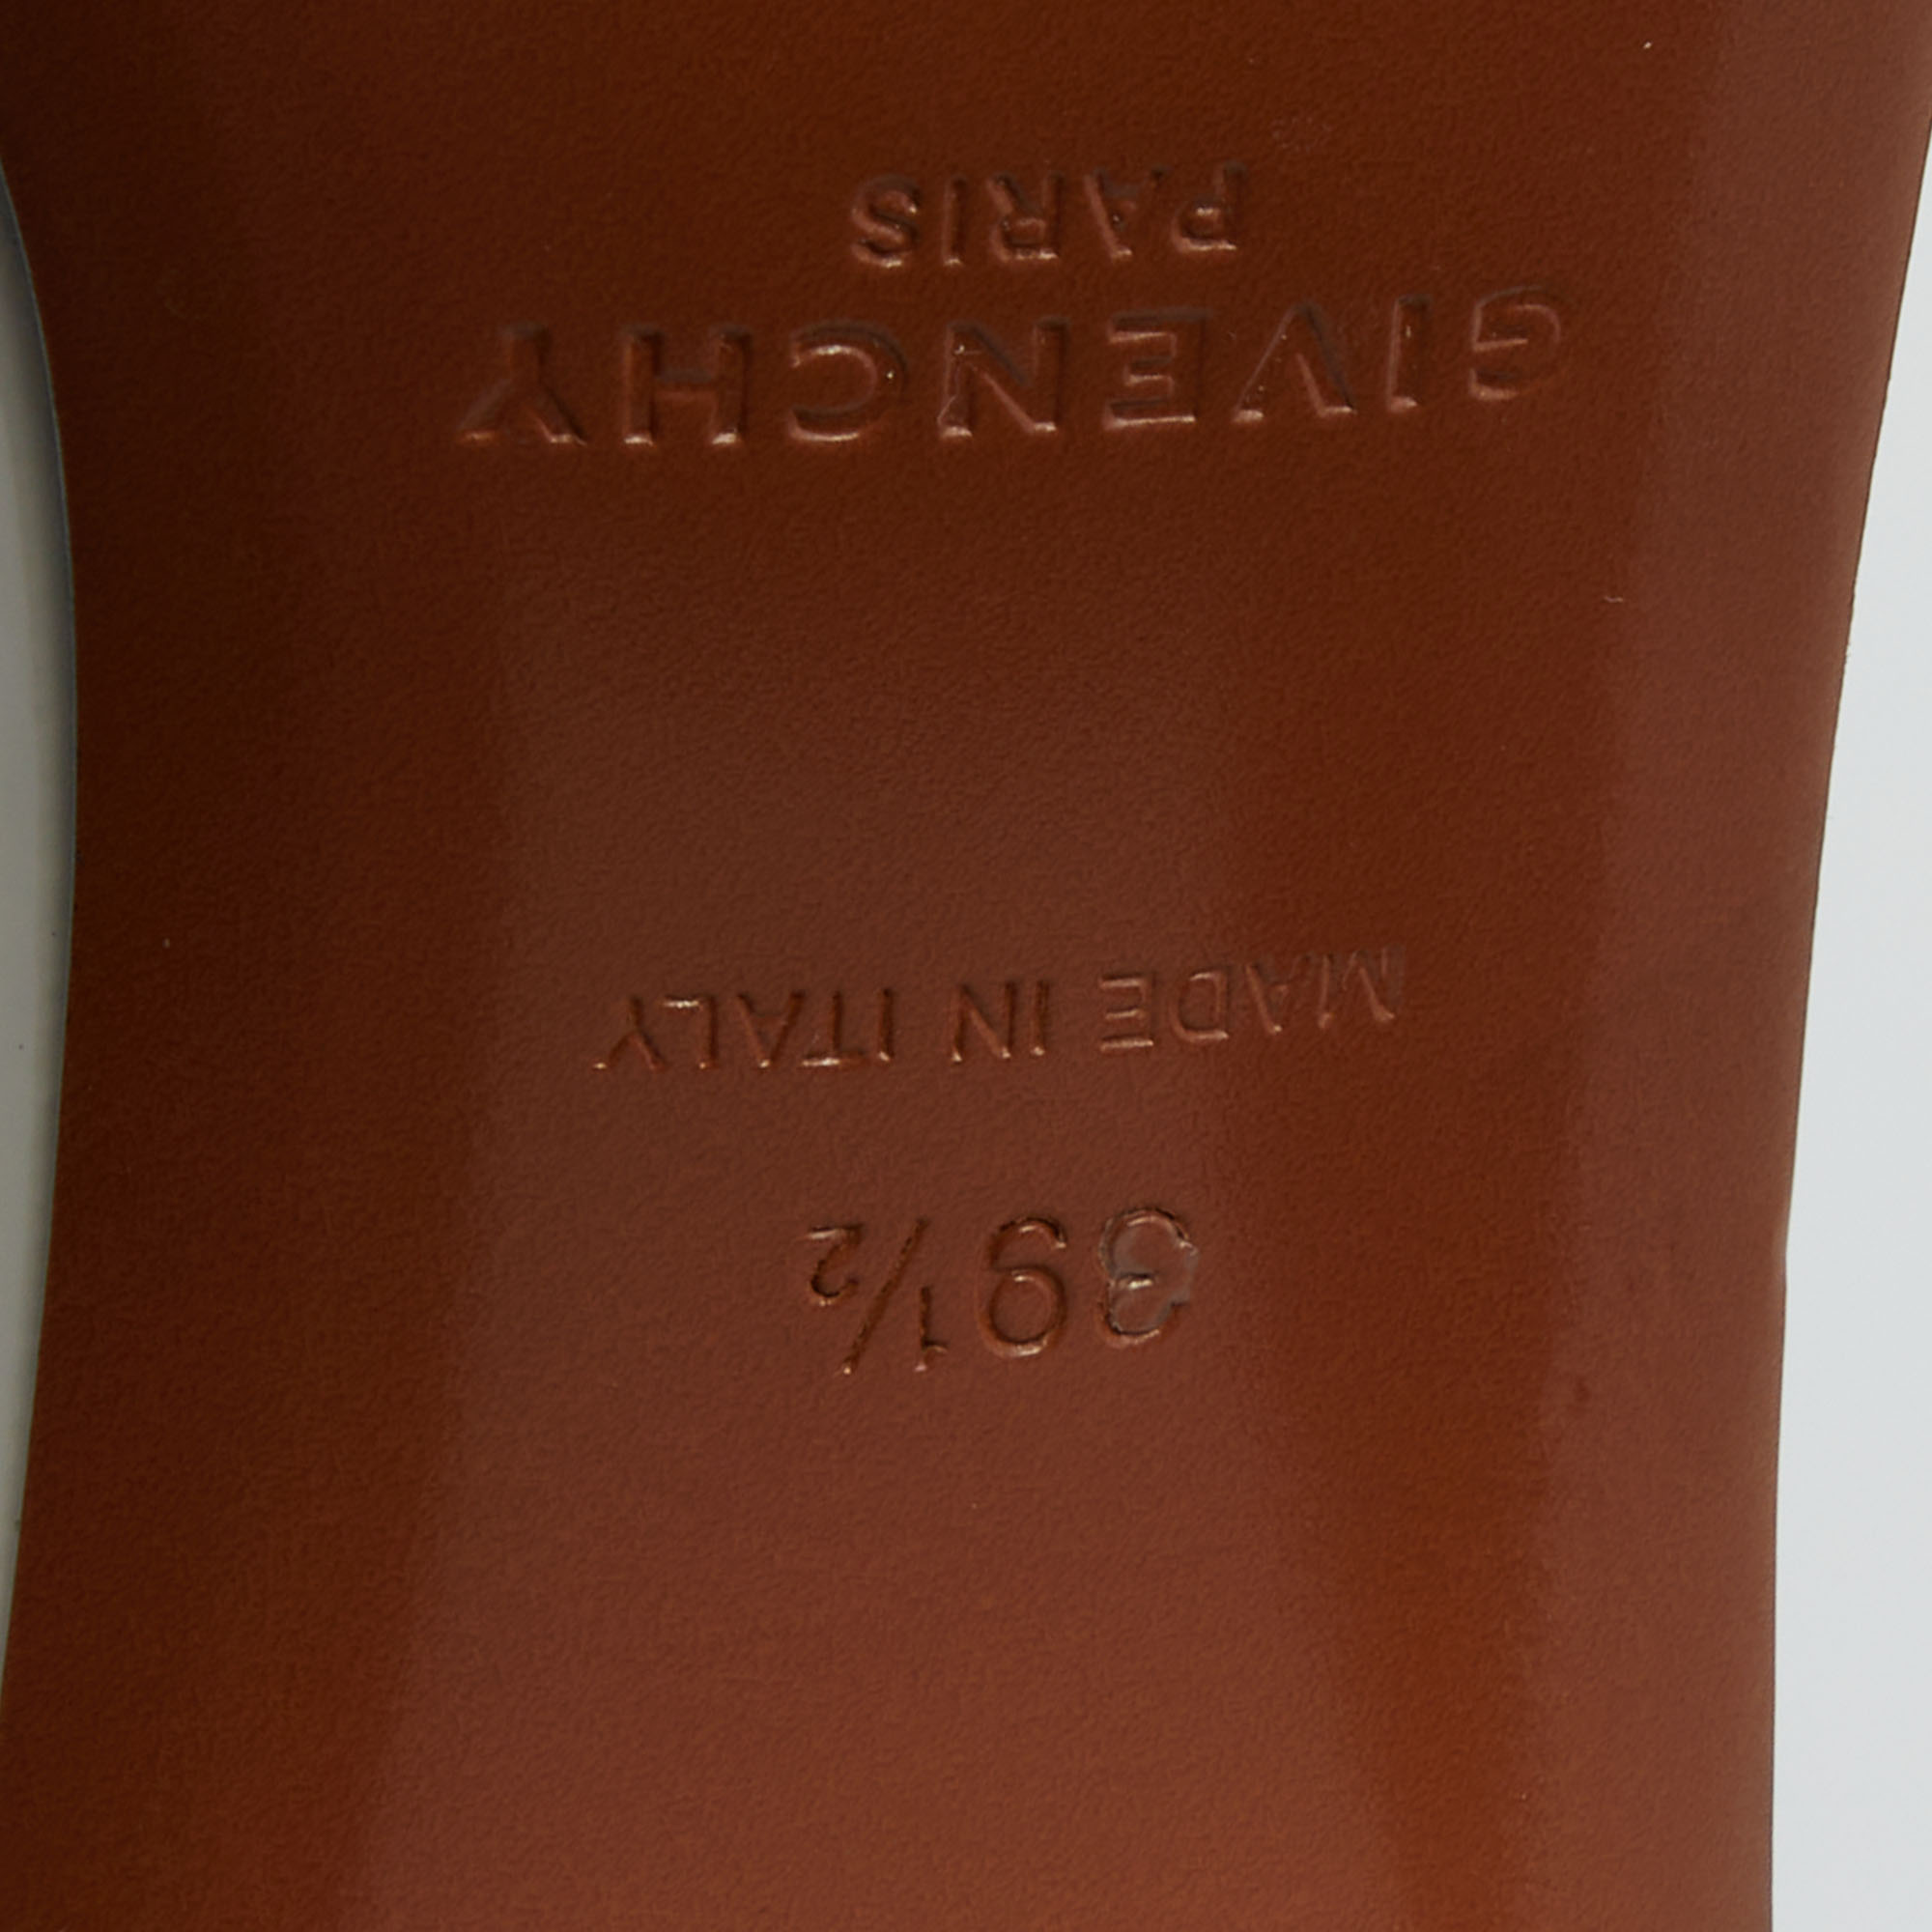 39½
MADE IN ITALY
GIVENCHY
PARIS